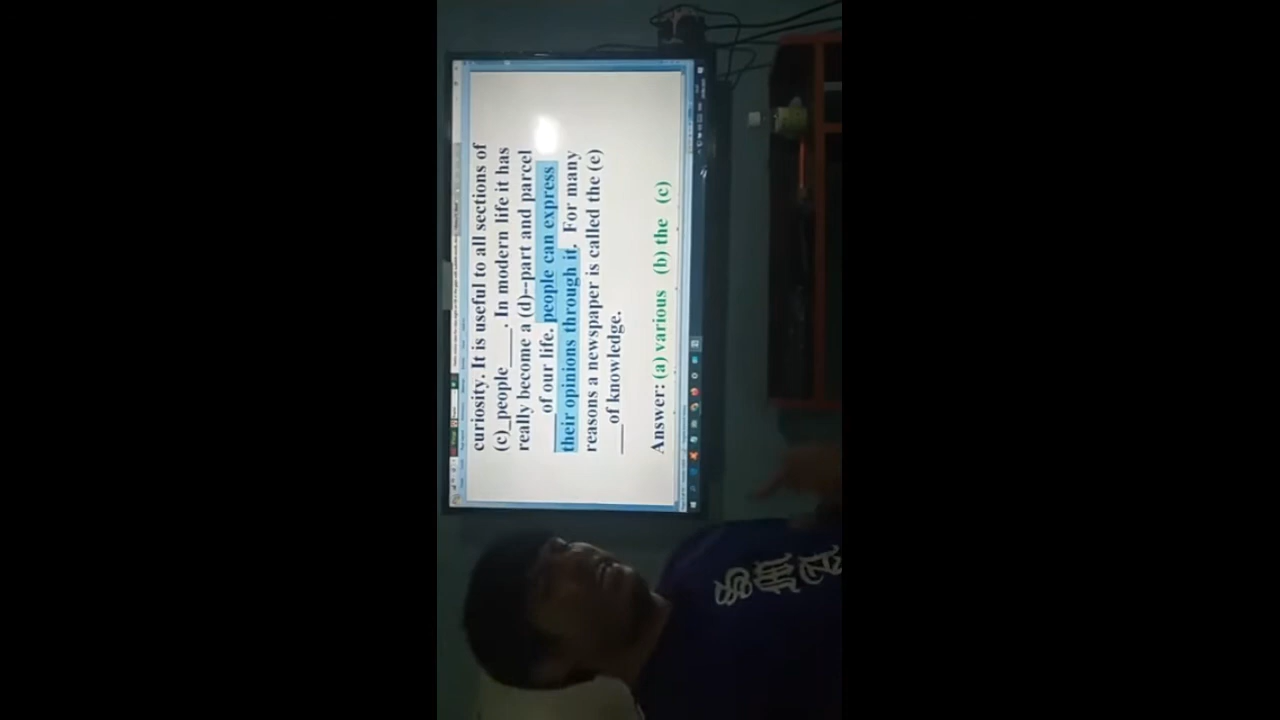 curiosity. It is useful to all sections of
(c)_people____. In modern life it has
really become a (d)--part and parcel
____of our life. people can express
their opinions through it. For many
reasons a newspaper is called the (e)
___of knowledge.
Answer: (a) various (b) the (c)